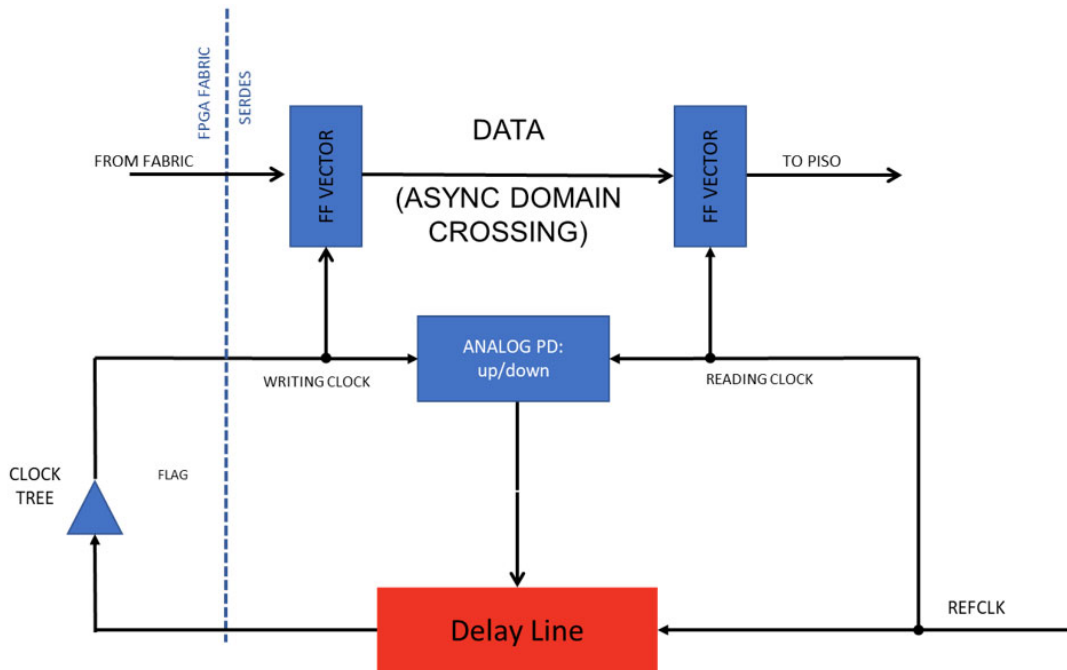 FPGA FABRIC
SERDES
FROM FABRIC
FF VECTOR
DATA
(ASYNC DOMAIN
CROSSING)
FF VECTOR
TO PISO
ANALOG PD:
up/down
WRITING CLOCK
READING CLOCK
CLOCK
TREE
FLAG
Delay Line
REFCLK